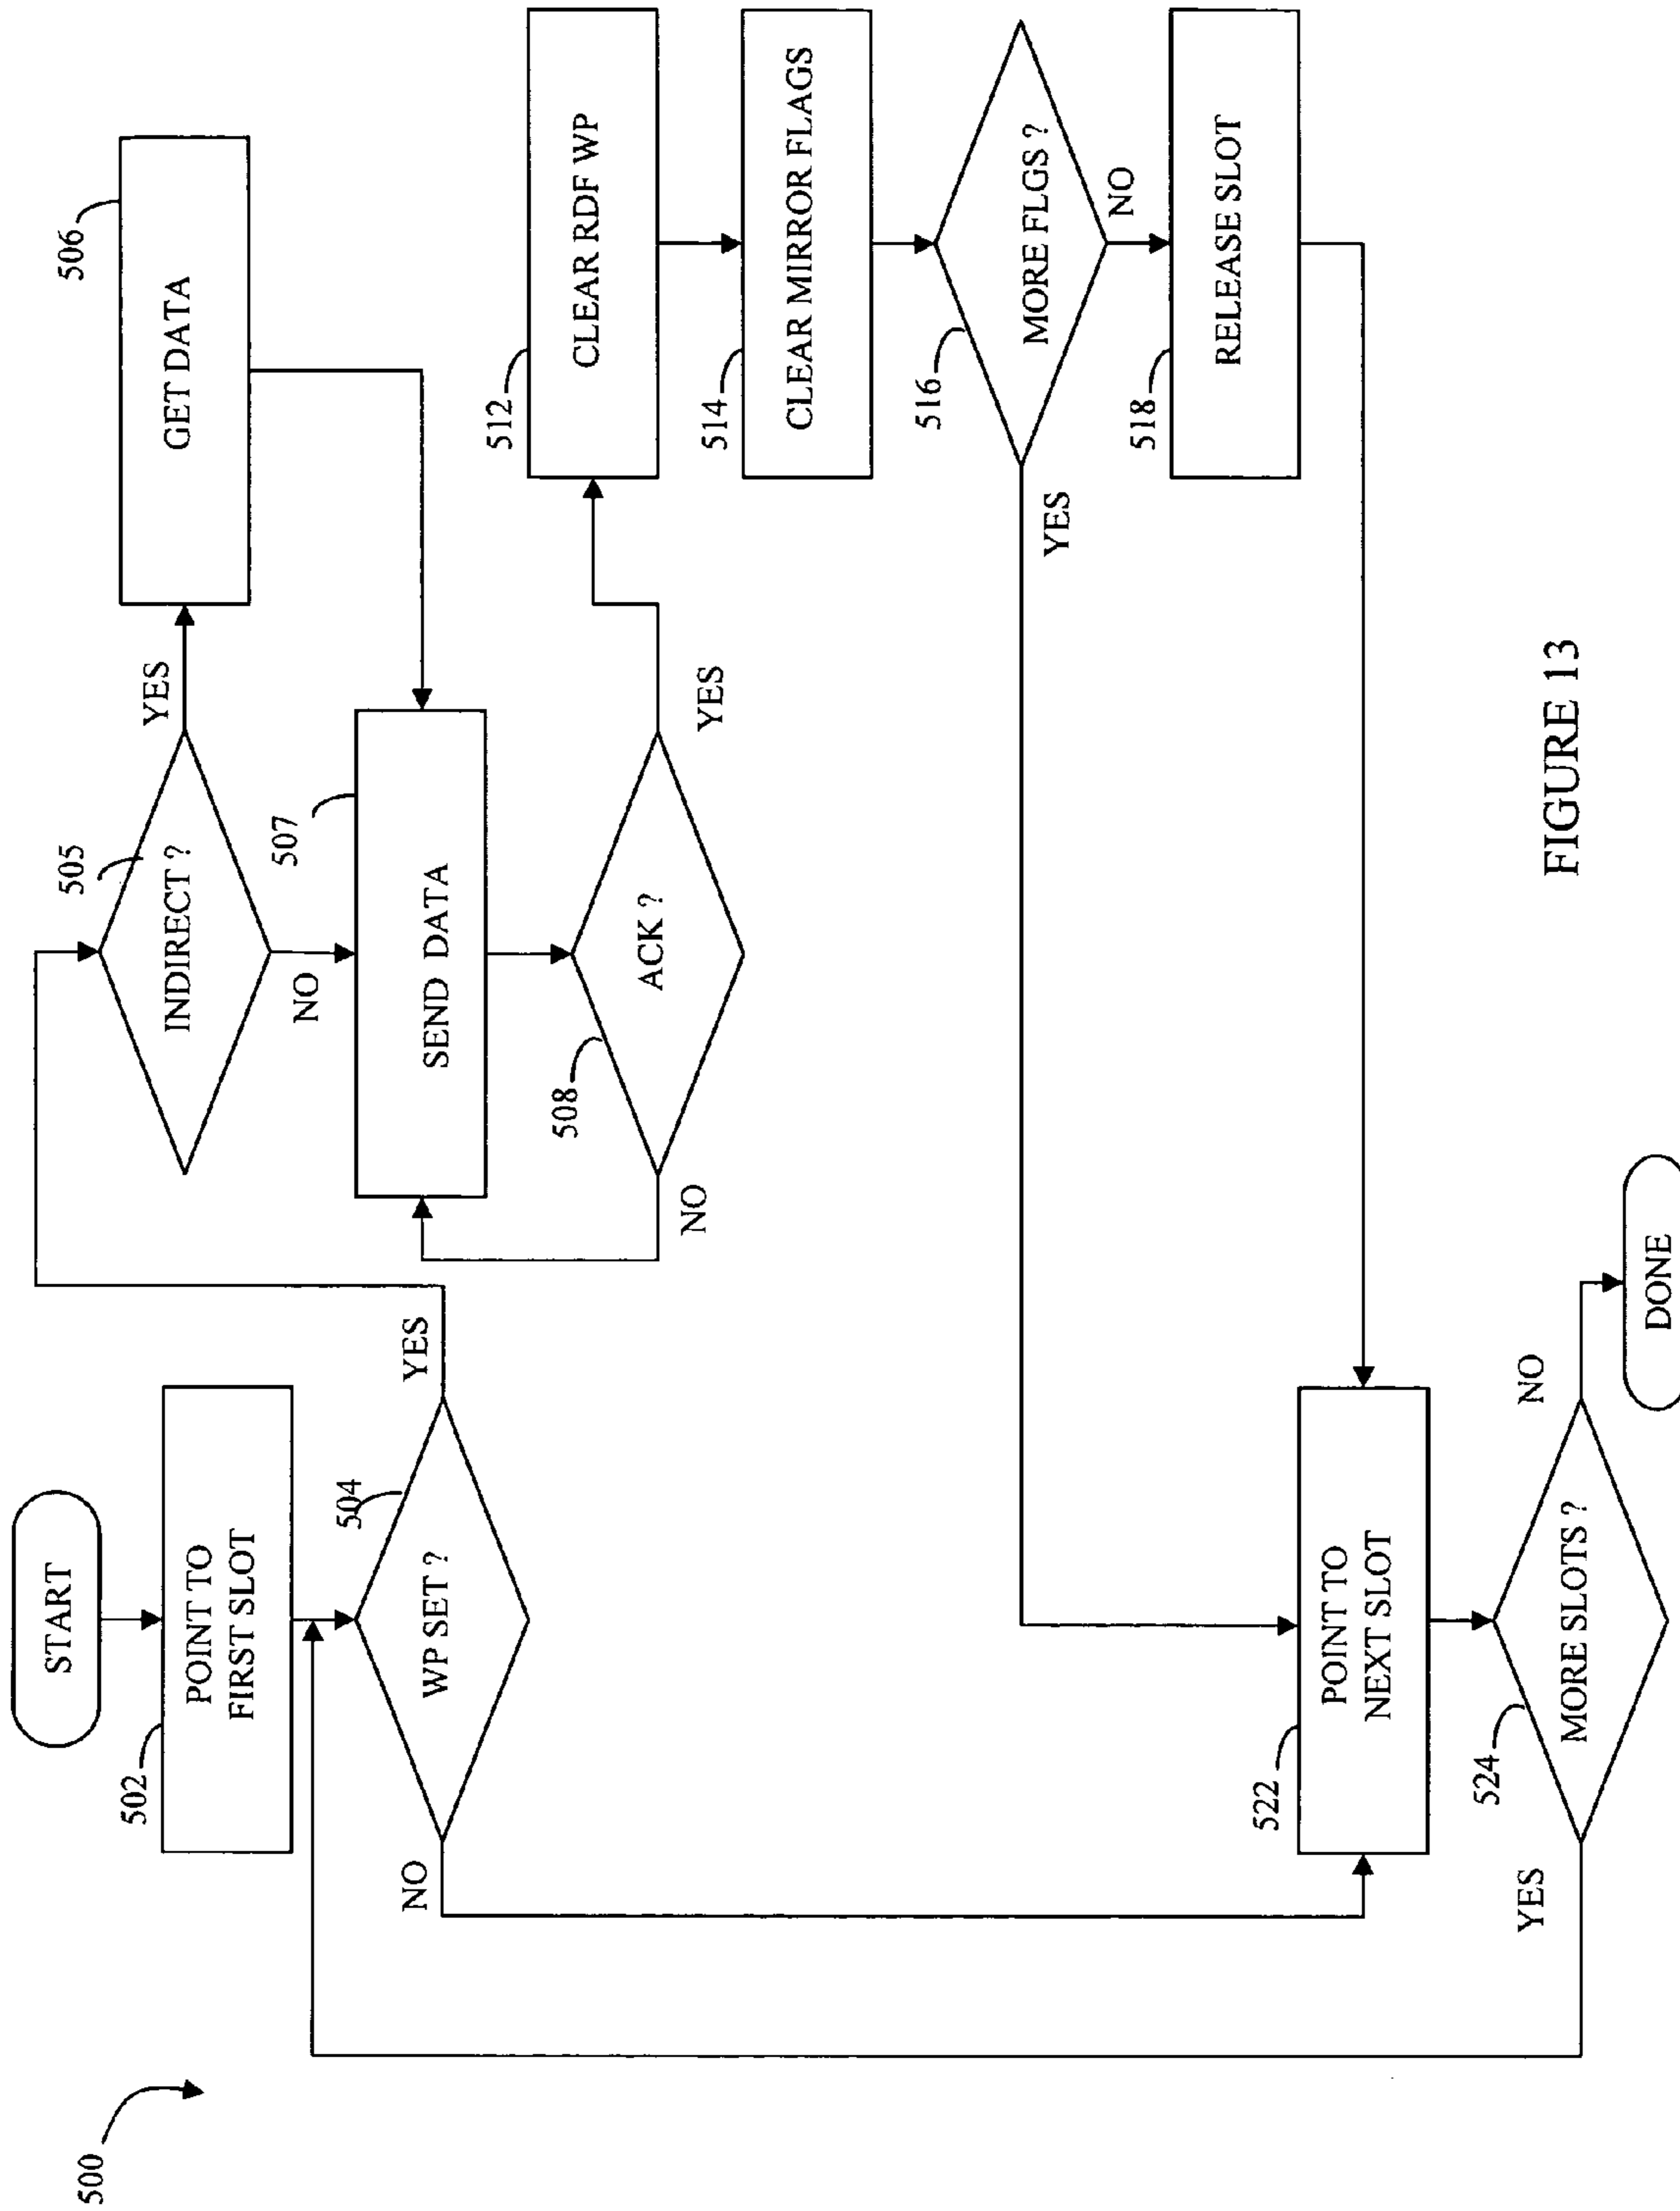 500
START
502
POINT TO
FIRST SLOT
504
WP SET ?
YES
NO
505
INDIRECT ?
YES
NO
506
GET DATA
507
SEND DATA
508
ACK ?
YES
NO
512
CLEAR RDF WP
514
CLEAR MIRROR FLAGS
516
MORE FLGS ?
YES
NO
518
RELEASE SLOT
522
POINT TO
NEXT SLOT
524
MORE SLOTS ?
YES
NO
DONE
FIGURE 13